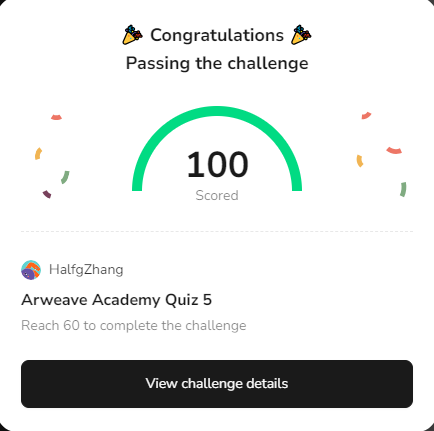 🎉 Congratulations 🎉
Passing the challenge
100
Scored
HalfgZhang
Arweave Academy Quiz 5
Reach 60 to complete the challenge
View challenge details